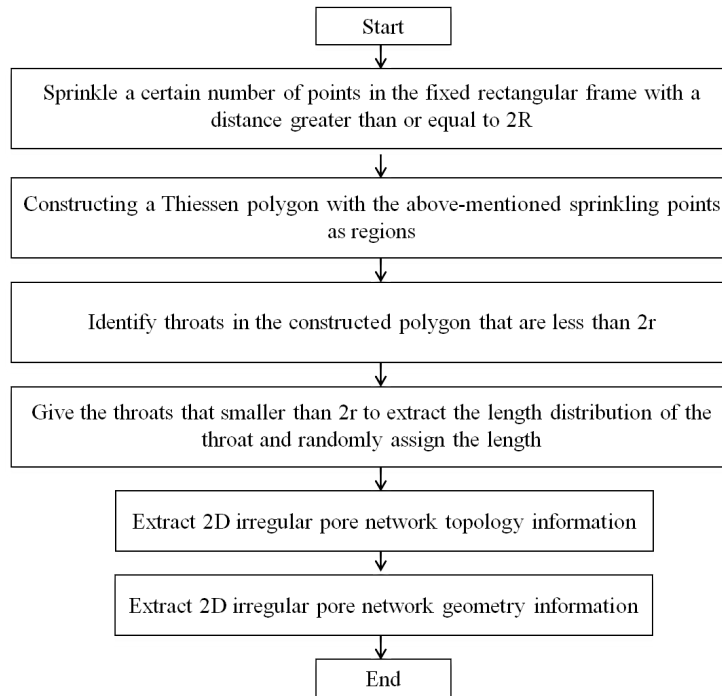 Start
Sprinkle a certain number of points in the fixed rectangular frame with a
distance greater than or equal to 2R
Constructing a Thiessen polygon with the above-mentioned sprinkling points
as regions
Identify throats in the constructed polygon that are less than 2r
Give the throats that smaller than 2r to extract the length distribution of the
throat and randomly assign the length
Extract 2D irregular pore network topology information
Extract 2D irregular pore network geometry information
End